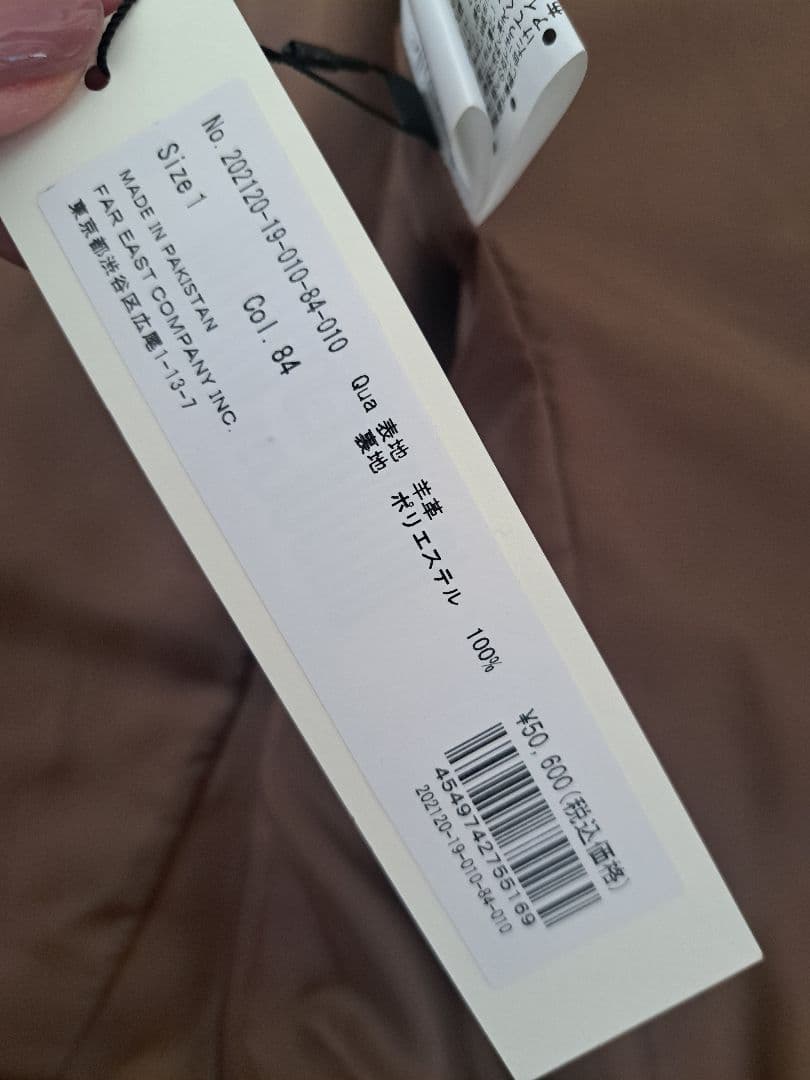 No. 202120-19-010-84-010
Size 1 Col. 84
MADE IN PAKISTAN
FAR EAST COMPANY INC.
東京都渋谷区広尾1-13-7
Qua 表地 羊革
裏地 ポリエステル 100%
¥50,600(税込価格)
4549742755169
202120-19-010-84-010